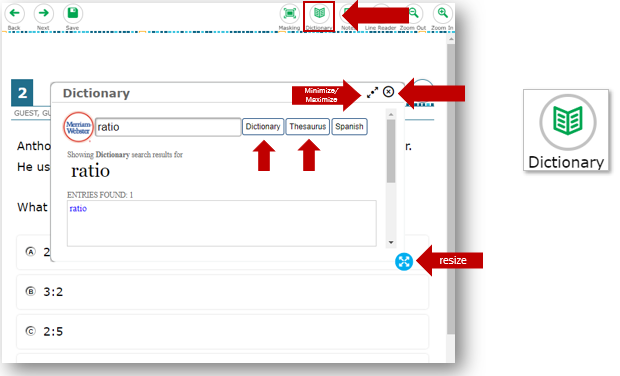 Back Next Save Masking Dictionary Line Reader Zoom Out Zoom In
2
GUEST, GU
Dictionary
Minimize/
Maximize
Merriam-
Webster
ratio
Dictionary Thesaurus Spanish
Showing Dictionary search results for
ratio
ENTRIES FOUND: 1
ratio
Antho
r.
He us
What
resize
A 2
B 3:2
C 2:5
Dictionary